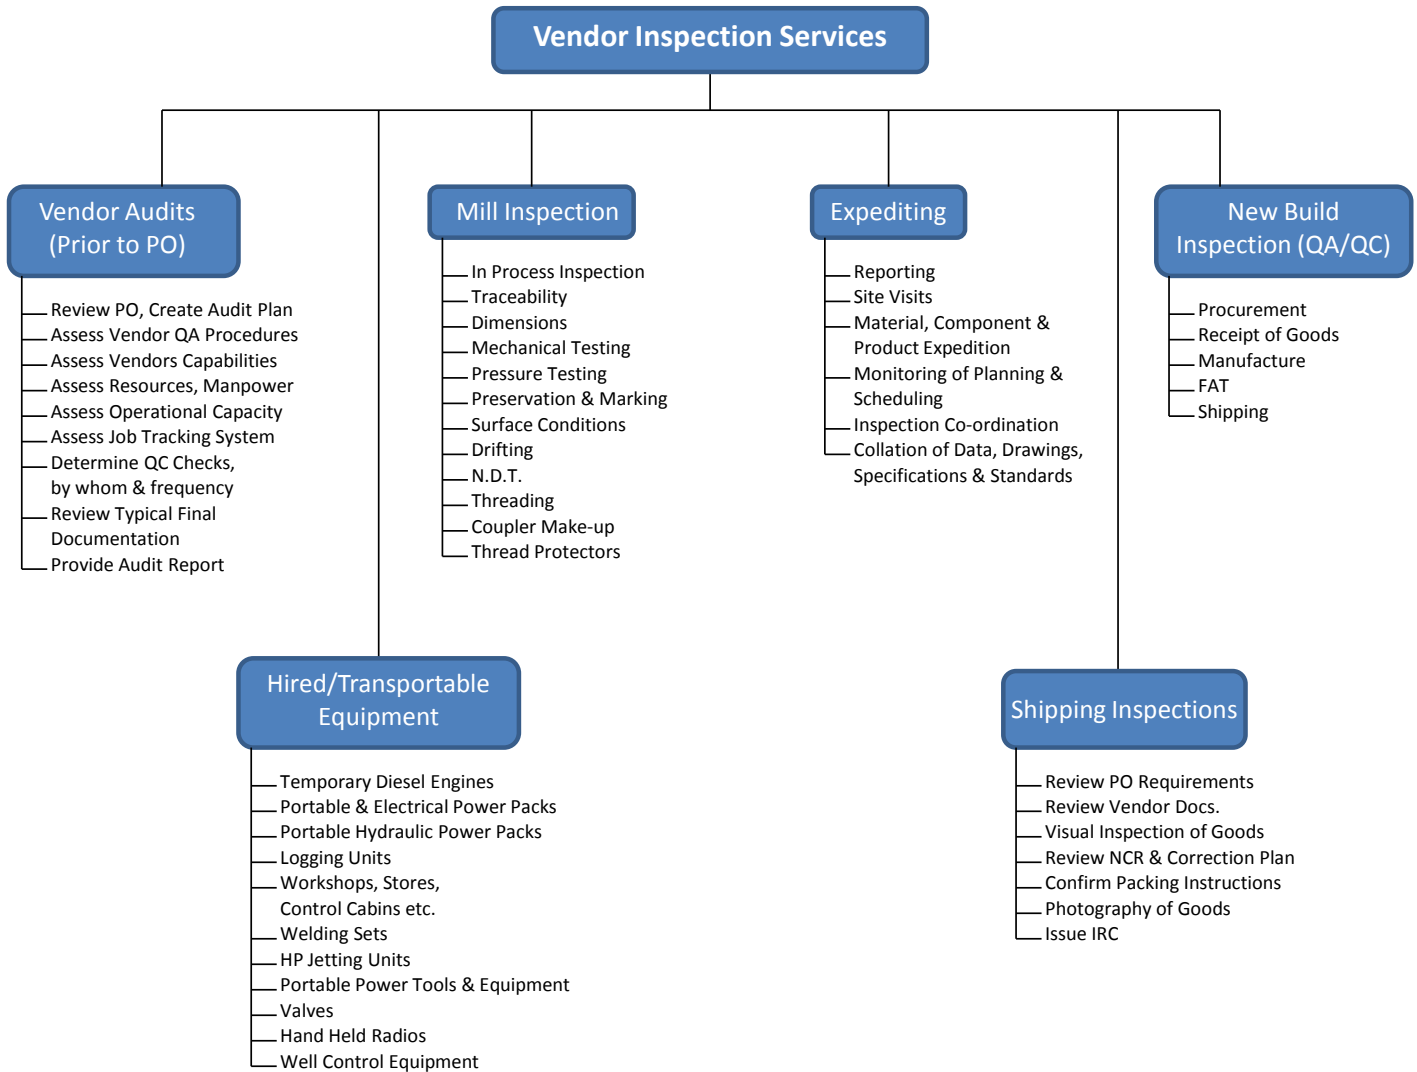 Vendor Inspection Services
Vendor Audits
(Prior to PO)
Review PO, Create Audit Plan
Assess Vendor QA Procedures
Assess Vendors Capabilities
Assess Resources, Manpower
Assess Operational Capacity
Assess Job Tracking System
Determine QC Checks,
by whom & frequency
Review Typical Final
Documentation
Provide Audit Report
Mill Inspection
In Process Inspection
Traceability
Dimensions
Mechanical Testing
Pressure Testing
Preservation & Marking
Surface Conditions
Drifting
N.D.T.
Threading
Coupler Make-up
Thread Protectors
Expediting
Reporting
Site Visits
Material, Component &
Product Expedition
Monitoring of Planning &
Scheduling
Inspection Co-ordination
Collation of Data, Drawings,
Specifications & Standards
New Build
Inspection (QA/QC)
Procurement
Receipt of Goods
Manufacture
FAT
Shipping
Hired/Transportable
Equipment
Temporary Diesel Engines
Portable & Electrical Power Packs
Portable Hydraulic Power Packs
Logging Units
Workshops, Stores,
Control Cabins etc.
Welding Sets
HP Jetting Units
Portable Power Tools & Equipment
Valves
Hand Held Radios
Well Control Equipment
Shipping Inspections
Review PO Requirements
Review Vendor Docs.
Visual Inspection of Goods
Review NCR & Correction Plan
Confirm Packing Instructions
Photography of Goods
Issue IRC